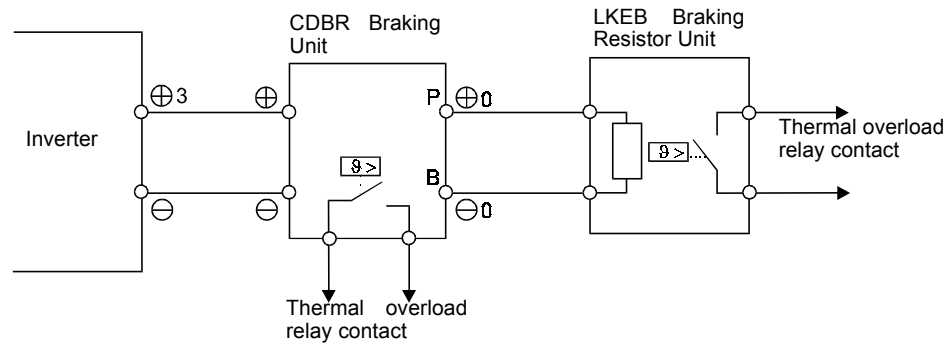 CDBR Braking
Unit
LKEB Braking
Resistor Unit
⊕3
⊕
P ⊕0
Inverter
Thermal overload
relay contact
ϑ >
ϑ >
B
⊖
⊖
⊖0
Thermal overload
relay contact